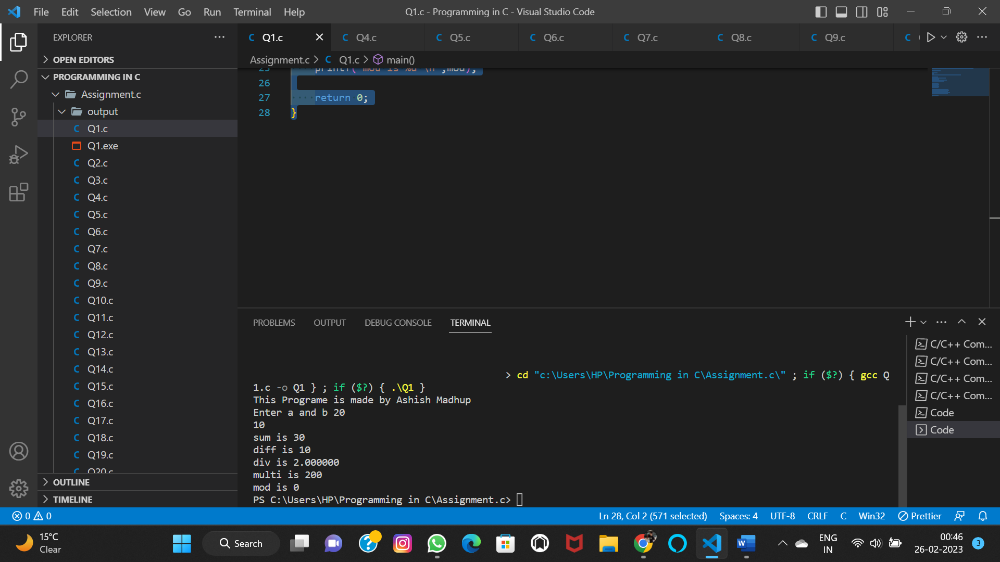 File Edit Selection View Go Run Terminal Help
Q1.c - Programming in C - Visual Studio Code
EXPLORER
OPEN EDITORS
PROGRAMMING IN C
Assignment.c
output
Q1.c
Q1.exe
Q2.c
Q3.c
Q4.c
Q5.c
Q6.c
Q7.c
Q8.c
Q9.c
Q10.c
Q11.c
Q12.c
Q13.c
Q14.c
Q15.c
Q16.c
Q17.c
Q18.c
Q19.c
Q20.c
OUTLINE
TIMELINE
Q1.c Q4.c Q5.c Q6.c Q7.c Q8.c Q9.c
Assignment.c > Q1.c > main()
25 printf("mod is %d \n",mod);
26
27 return 0;
28 }
PROBLEMS OUTPUT DEBUG CONSOLE TERMINAL
> cd "c:\Users\HP\Programming in C\Assignment.c\" ; if ($?) { gcc Q
1.c -o Q1 } ; if ($?) { .\Q1 }
This Programe is made by Ashish Madhup
Enter a and b 20
10
sum is 30
diff is 10
div is 2.000000
multi is 200
mod is 0
PS C:\Users\HP\Programming in C\Assignment.c>
C/C++ Com...
C/C++ Com...
C/C++ Com...
C/C++ Com...
Code
Code
0 0
Ln 28, Col 2 (571 selected) Spaces: 4 UTF-8 CRLF C Win32 Prettier
15°C
Clear
Search
ENG
IN
00:46
26-02-2023
3